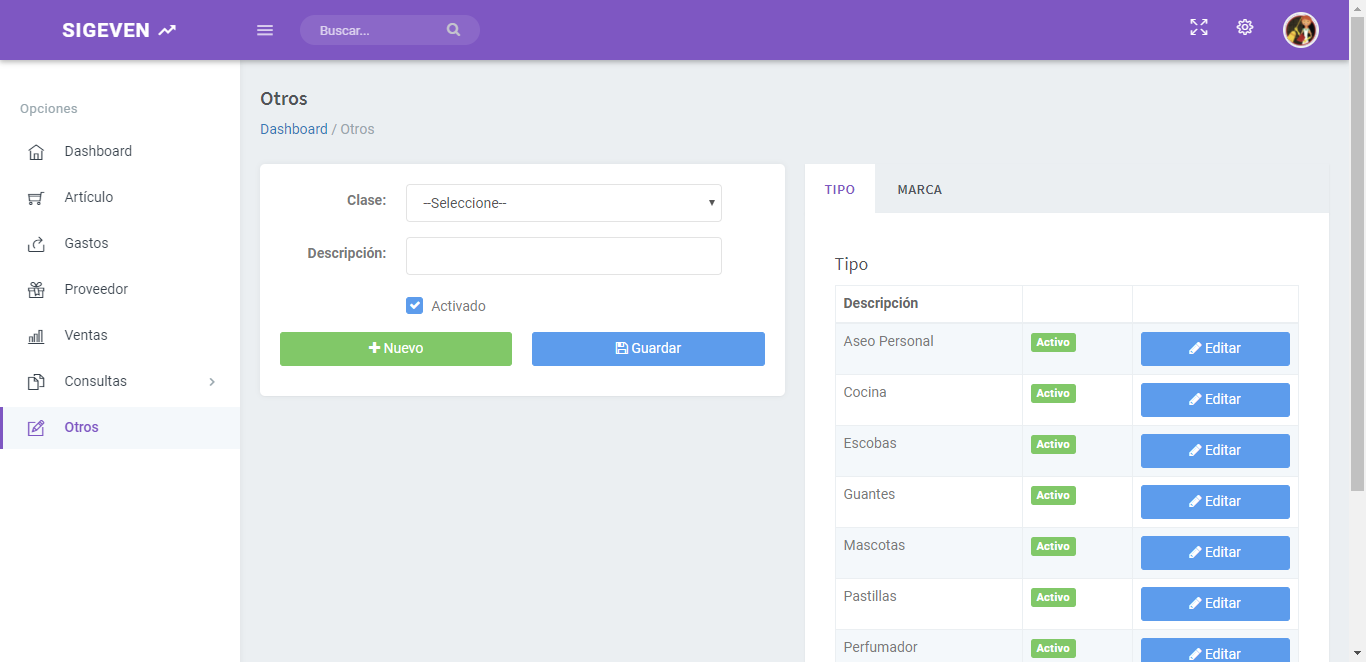 SIGEVEN
Buscar...
Opciones
Dashboard
Artículo
Gastos
Proveedor
Ventas
Consultas
Otros
Otros
Dashboard / Otros
Clase:
--Seleccione--
Descripción:
Activado
Nuevo
Guardar
TIPO
MARCA
Tipo
Descripción
Aseo Personal Activo Editar
Cocina Activo Editar
Escobas Activo Editar
Guantes Activo Editar
Mascotas Activo Editar
Pastillas Activo Editar
Perfumador Activo Editar